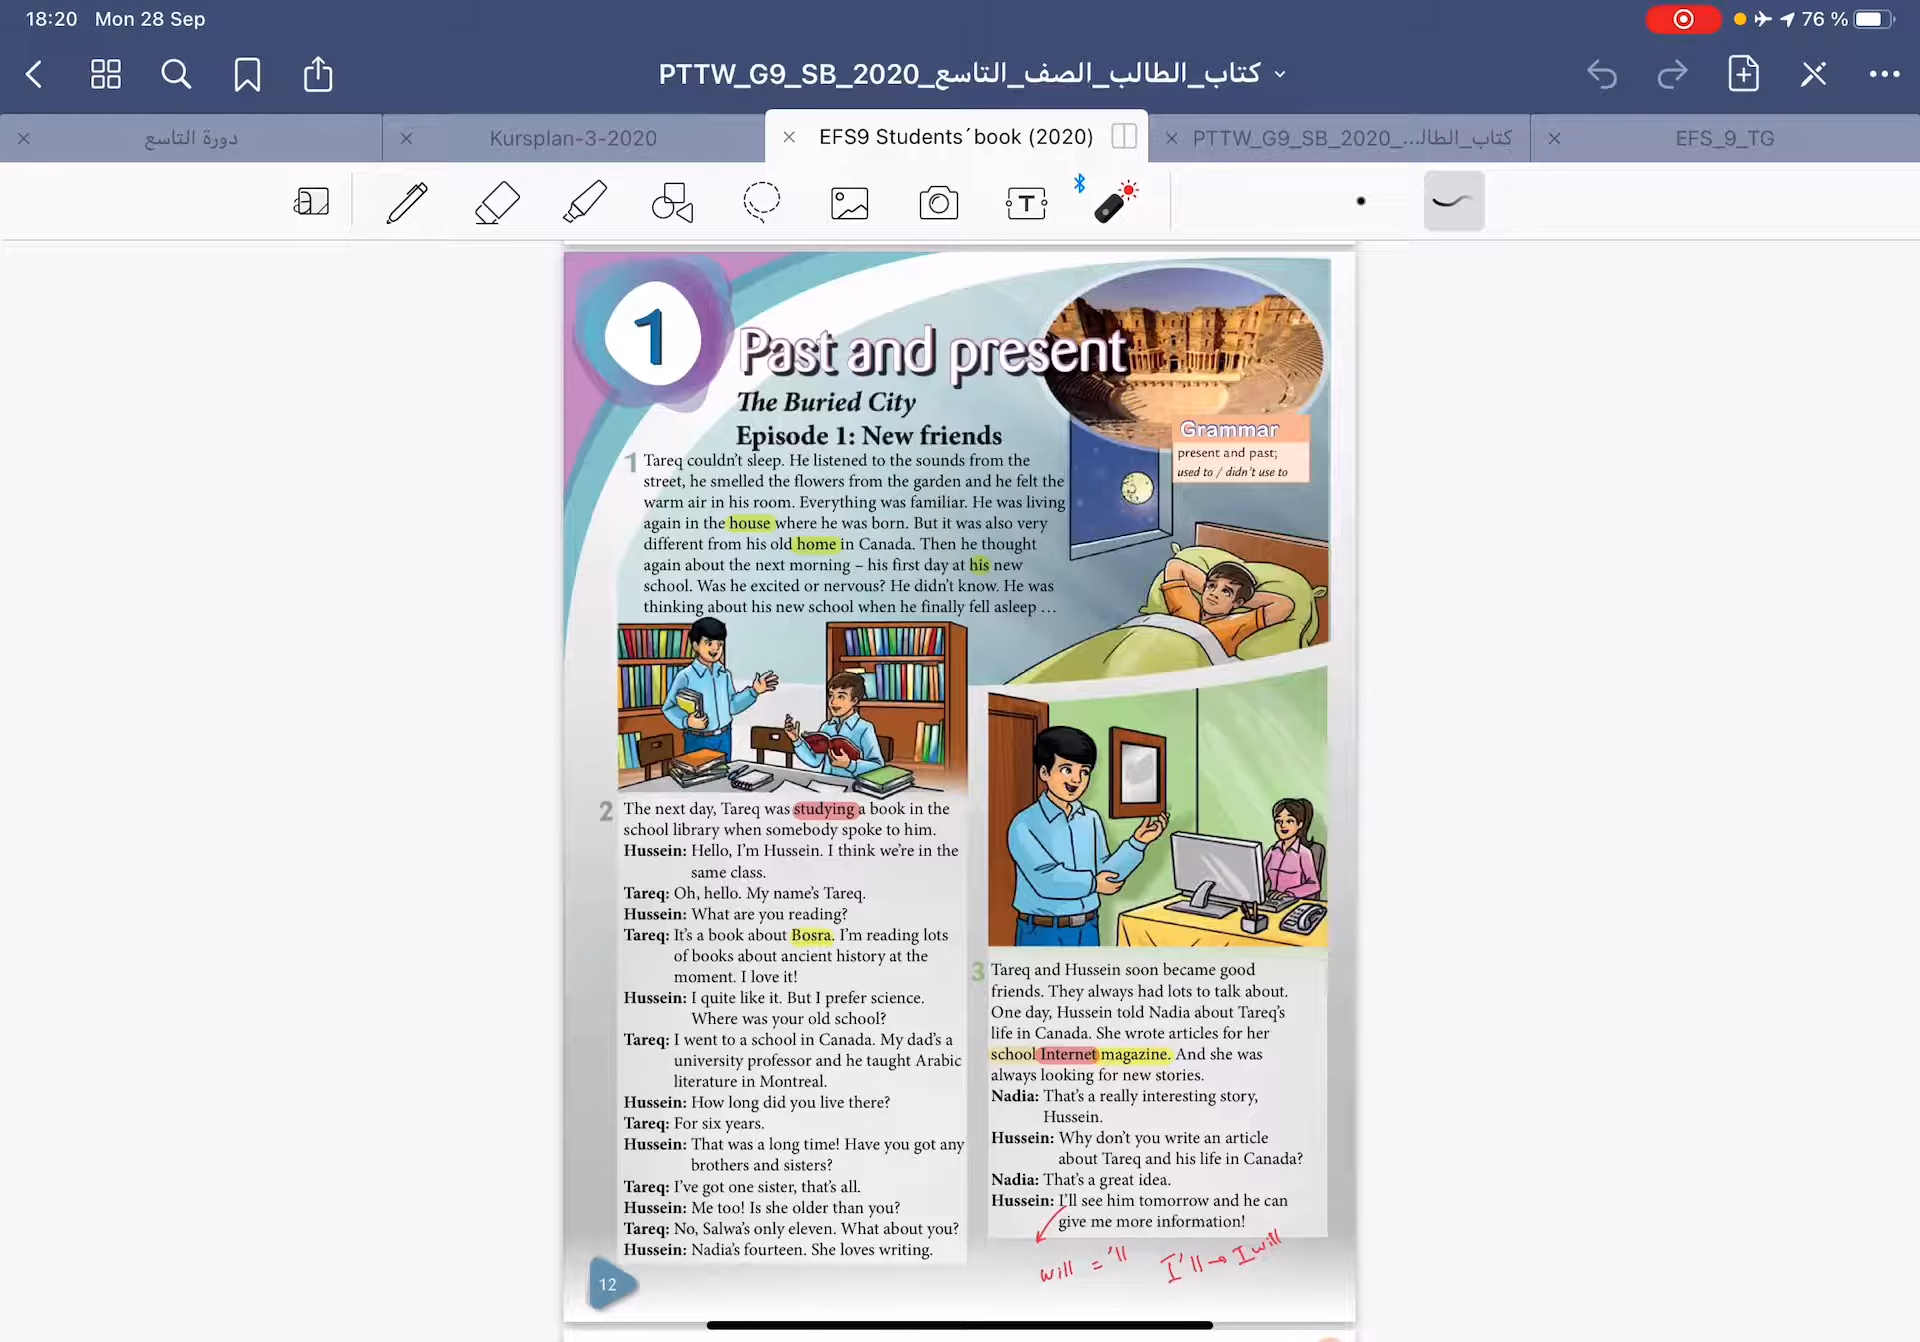 18:20 Mon 28 Sep
76 %
PTTW_G9_SB_2020_كتاب_الطالب_الصف_التاسع
دورة التاسع
Kursplan-3-2020
EFS9 Students´book (2020)
PTTW_G9_SB_2020_...كتاب_الطالـ
EFS_9_TG
1
Past and present
The Buried City
Episode 1: New friends
Grammar
present and past;
used to / didn't use to
1 Tareq couldn't sleep. He listened to the sounds from the
street, he smelled the flowers from the garden and he felt the
warm air in his room. Everything was familiar. He was living
again in the house where he was born. But it was also very
different from his old home in Canada. Then he thought
again about the next morning – his first day at his new
school. Was he excited or nervous? He didn't know. He was
thinking about his new school when he finally fell asleep …
2 The next day, Tareq was studying a book in the
school library when somebody spoke to him.
Hussein: Hello, I'm Hussein. I think we're in the
same class.
Tareq: Oh, hello. My name's Tareq.
Hussein: What are you reading?
Tareq: It's a book about Bosra. I'm reading lots
of books about ancient history at the
moment. I love it!
Hussein: I quite like it. But I prefer science.
Where was your old school?
Tareq: I went to a school in Canada. My dad's a
university professor and he taught Arabic
literature in Montreal.
Hussein: How long did you live there?
Tareq: For six years.
Hussein: That was a long time! Have you got any
brothers and sisters?
Tareq: I've got one sister, that's all.
Hussein: Me too! Is she older than you?
Tareq: No, Salwa's only eleven. What about you?
Hussein: Nadia's fourteen. She loves writing.
3 Tareq and Hussein soon became good
friends. They always had lots to talk about.
One day, Hussein told Nadia about Tareq's
life in Canada. She wrote articles for her
school Internet magazine. And she was
always looking for new stories.
Nadia: That's a really interesting story,
Hussein.
Hussein: Why don't you write an article
about Tareq and his life in Canada?
Nadia: That's a great idea.
Hussein: I'll see him tomorrow and he can
give me more information!
will = 'll I'll → I will
12